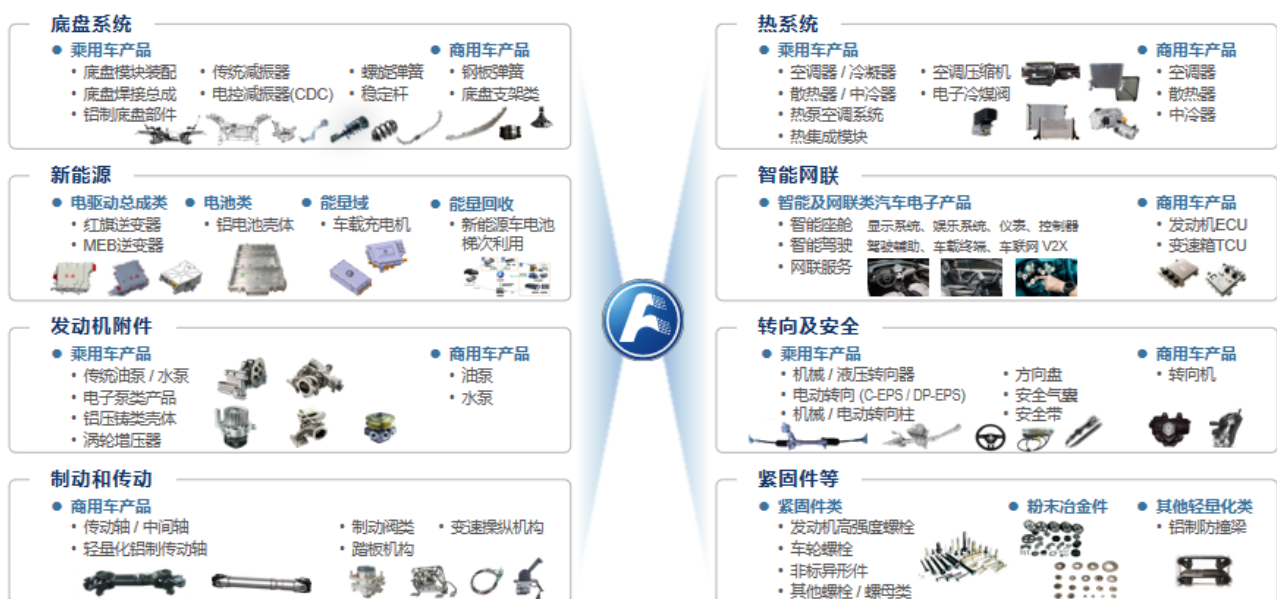 底盘系统
乘用车产品
商用车产品
• 底盘模块装配 • 传统减振器 • 螺旋弹簧 • 钢板弹簧
• 底盘焊接总成 • 电控减振器(CDC) • 稳定杆 • 底盘支架类
• 铝制底盘部件
新能源
电驱动总成类
电池类
能量域
能量回收
• 红旗逆变器 • 铝电池壳体 • 车载充电机 • 新能源车电池
• MEB逆变器 梯次利用
发动机附件
乘用车产品
商用车产品
• 传统油泵 / 水泵 • 油泵
• 电子泵类产品 • 水泵
• 铝压铸类壳体
• 涡轮增压器
制动和传动
商用车产品
• 传动轴 / 中间轴 • 制动阀类 • 变速操纵机构
• 轻量化铝制传动轴 • 踏板机构
热系统
乘用车产品
商用车产品
• 空调器 / 冷凝器 • 空调压缩机 • 空调器
• 散热器 / 中冷器 • 电子冷媒阀 • 散热器
• 热泵空调系统 • 中冷器
• 热集成模块
智能网联
智能及网联类汽车电子产品
商用车产品
• 智能座舱 显示系统、娱乐系统、仪表、控制器 • 发动机ECU
• 智能驾驶 驾驶辅助、车载终端、车联网 V2X • 变速箱TCU
• 网联服务
转向及安全
乘用车产品
商用车产品
• 机械 / 液压转向器 • 方向盘 • 转向机
• 电动转向 (C-EPS / DP-EPS) • 安全气囊
• 机械 / 电动转向柱 • 安全带
紧固件等
紧固件类
粉末冶金件
其他轻量化类
• 发动机高强度螺栓 • 铝制防撞梁
• 车轮螺栓
• 非标异形件
• 其他螺栓 / 螺母类